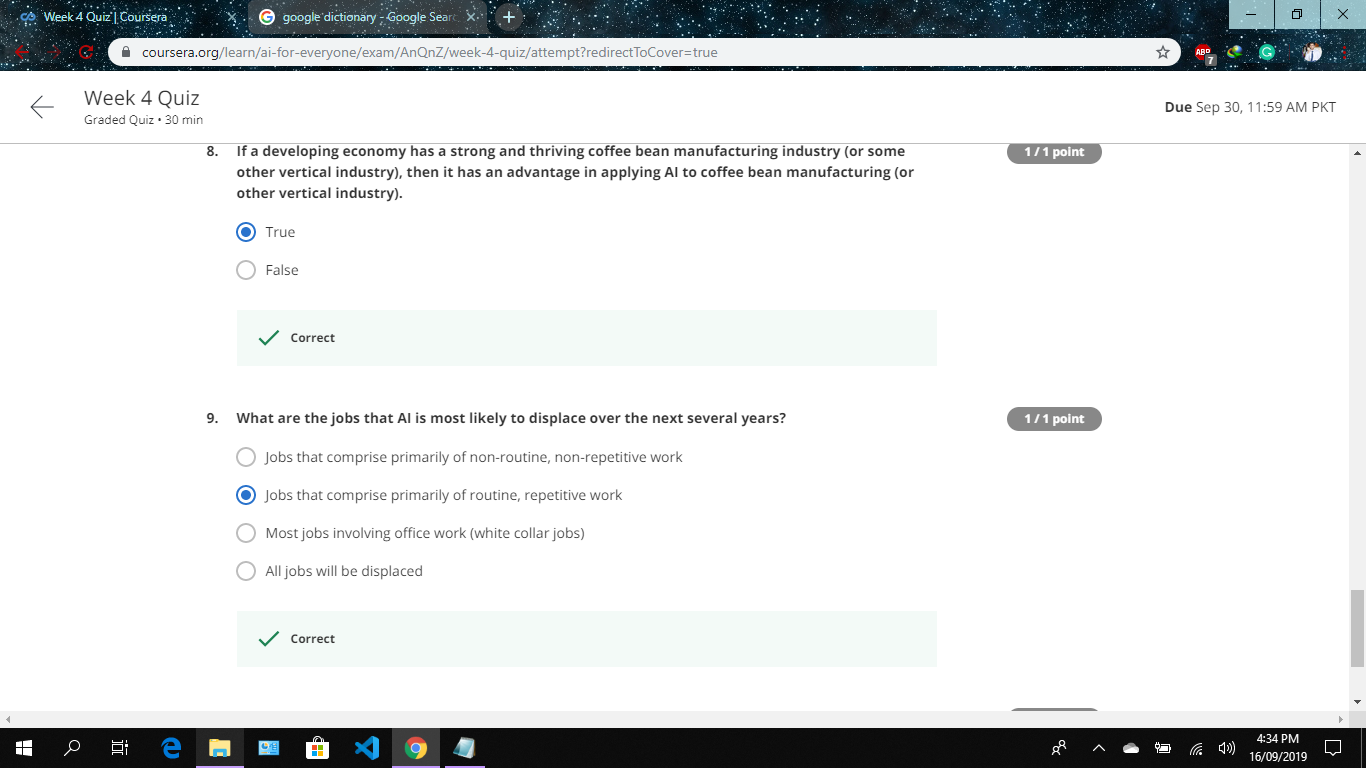 Week 4 Quiz | Coursera
google dictionary - Google Searc
coursera.org/learn/ai-for-everyone/exam/AnQnZ/week-4-quiz/attempt?redirectToCover=true
ABP
7
G
Week 4 Quiz
Graded Quiz • 30 min
Due Sep 30, 11:59 AM PKT
8. If a developing economy has a strong and thriving coffee bean manufacturing industry (or some
other vertical industry), then it has an advantage in applying AI to coffee bean manufacturing (or
other vertical industry).
1 / 1 point
True
False
Correct
9. What are the jobs that AI is most likely to displace over the next several years?
1 / 1 point
Jobs that comprise primarily of non-routine, non-repetitive work
Jobs that comprise primarily of routine, repetitive work
Most jobs involving office work (white collar jobs)
All jobs will be displaced
Correct
4:34 PM
16/09/2019